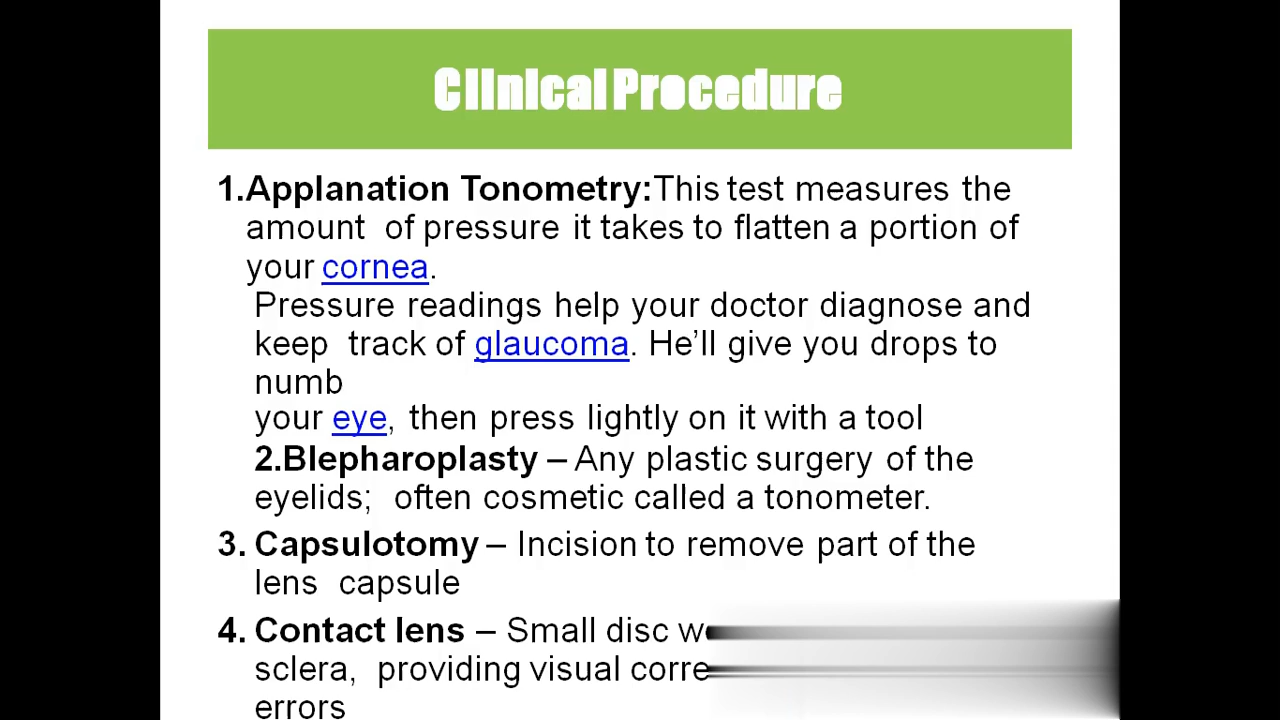 Clinical Procedure
1.Applanation Tonometry:This test measures the
amount of pressure it takes to flatten a portion of
your cornea.
Pressure readings help your doctor diagnose and
keep track of glaucoma. He’ll give you drops to
numb
your eye, then press lightly on it with a tool
2.Blepharoplasty – Any plastic surgery of the
eyelids; often cosmetic called a tonometer.
3. Capsulotomy – Incision to remove part of the
lens capsule
4. Contact lens – Small disc
sclera, providing visual
errors